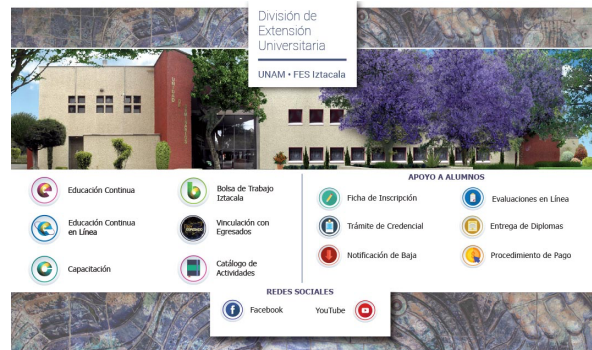 División de
Extensión
Universitaria
UNAM • FES Iztacala
Educación Continua
Educación Continua
en Línea
Capacitación
Bolsa de Trabajo
Iztacala
Vinculación con
Egresados
Catálogo de
Actividades
APOYO A ALUMNOS
Ficha de Inscripción
Trámite de Credencial
Notificación de Baja
Evaluaciones en Línea
Entrega de Diplomas
Procedimiento de Pago
REDES SOCIALES
Facebook
YouTube